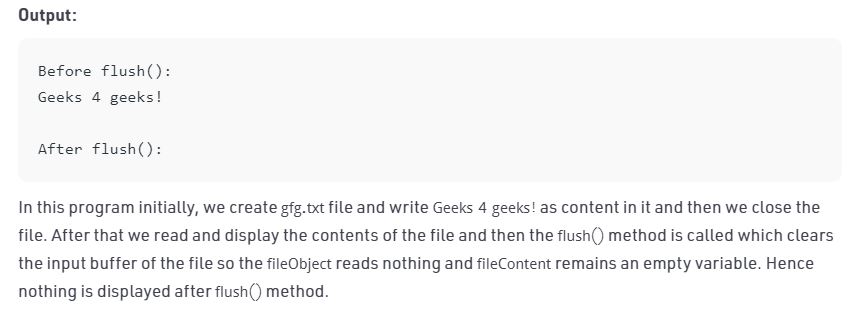 Output:
Before flush():
Geeks 4 geeks!
After flush():
In this program initially, we create gfg.txt file and write Geeks 4 geeks! as content in it and then we close the
file. After that we read and display the contents of the file and then the flush() method is called which clears
the input buffer of the file so the fileObject reads nothing and fileContent remains an empty variable. Hence
nothing is displayed after flush() method.